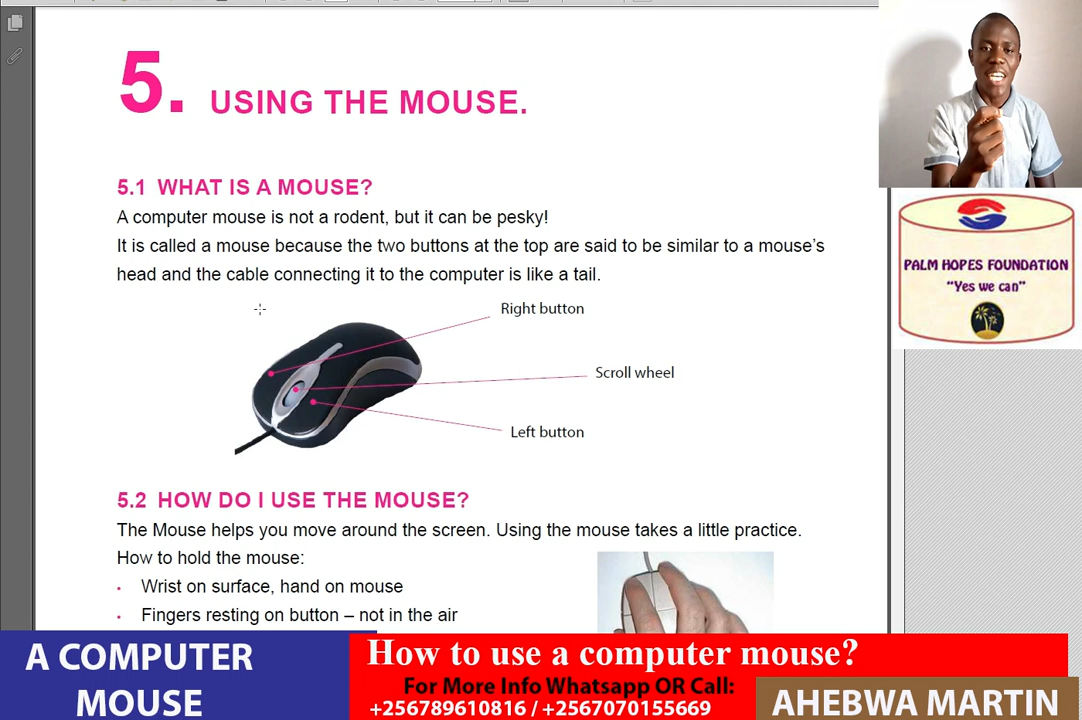 5. USING THE MOUSE.
5.1 WHAT IS A MOUSE?
A computer mouse is not a rodent, but it can be pesky!
It is called a mouse because the two buttons at the top are said to be similar to a mouse's
head and the cable connecting it to the computer is like a tail.
Right button
Scroll wheel
Left button
5.2 HOW DO I USE THE MOUSE?
The Mouse helps you move around the screen. Using the mouse takes a little practice.
How to hold the mouse:
• Wrist on surface, hand on mouse
• Fingers resting on button – not in the air
PALM HOPES FOUNDATION
"Yes we can"
A COMPUTER
MOUSE
How to use a computer mouse?
For More Info Whatsapp OR Call:
+256789610816 / +2567070155669
AHEBWA MARTIN